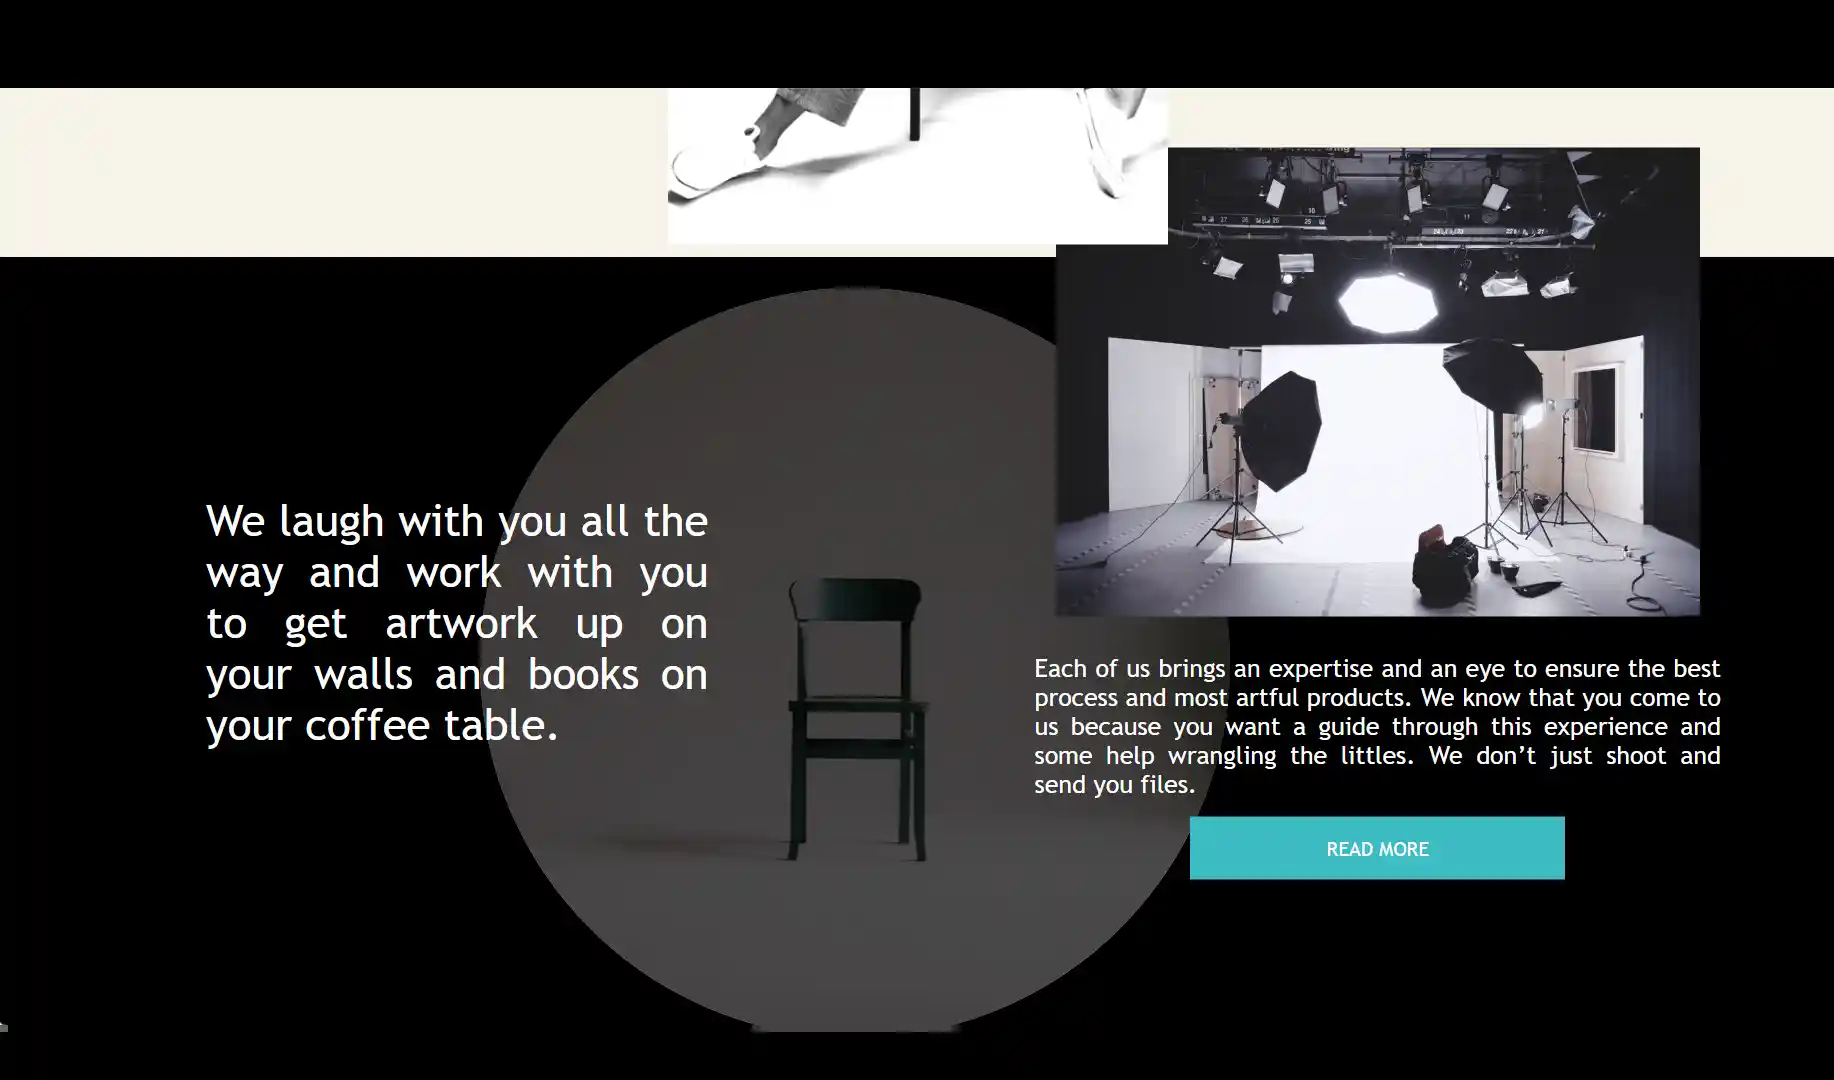 We laugh with you all the
way and work with you
to get artwork up on
your walls and books on
your coffee table.
Each of us brings an expertise and an eye to ensure the best
process and most artful products. We know that you come to
us because you want a guide through this experience and
some help wrangling the littles. We don’t just shoot and
send you files.
READ MORE